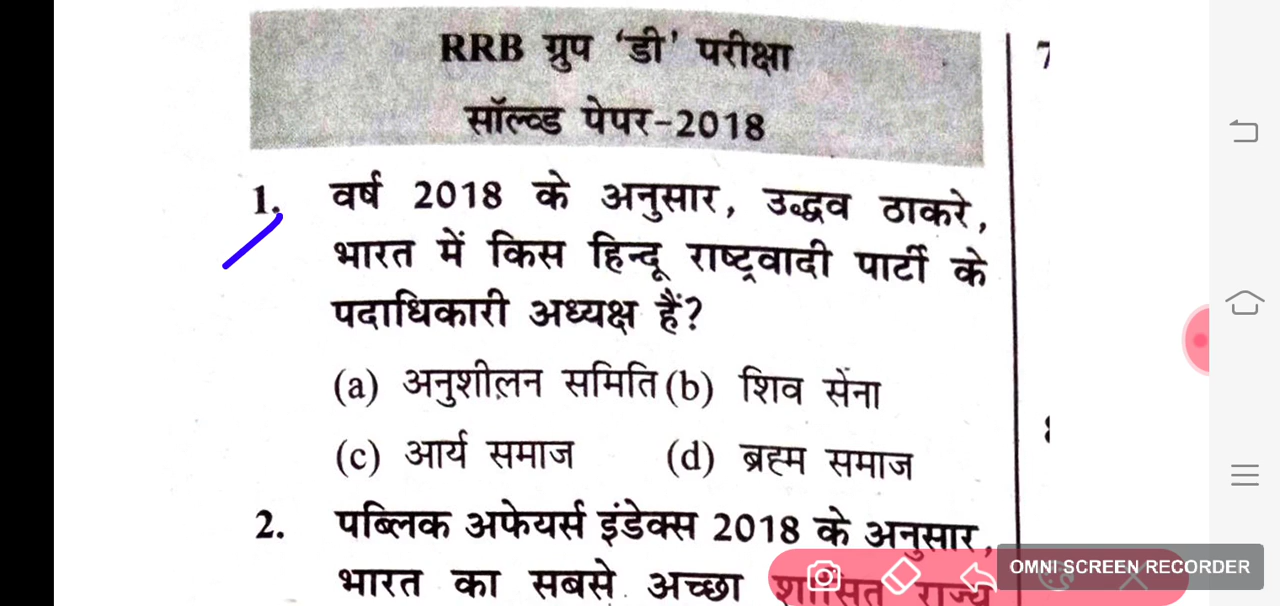 RRB ग्रुप 'डी' परीक्षा
सॉल्व्ड पेपर-2018
1. वर्ष 2018 के अनुसार, उद्धव ठाकरे,
भारत में किस हिन्दू राष्ट्रवादी पार्टी के
पदाधिकारी अध्यक्ष हैं?
(a) अनुशीलन समिति (b) शिव सेना
(c) आर्य समाज (d) ब्रह्म समाज
2. पब्लिक अफेयर्स इंडेक्स 2018 के अनुसार,
भारत का सबसे अच्छा शासित राज्य
7
OMNI SCREEN RECORDER